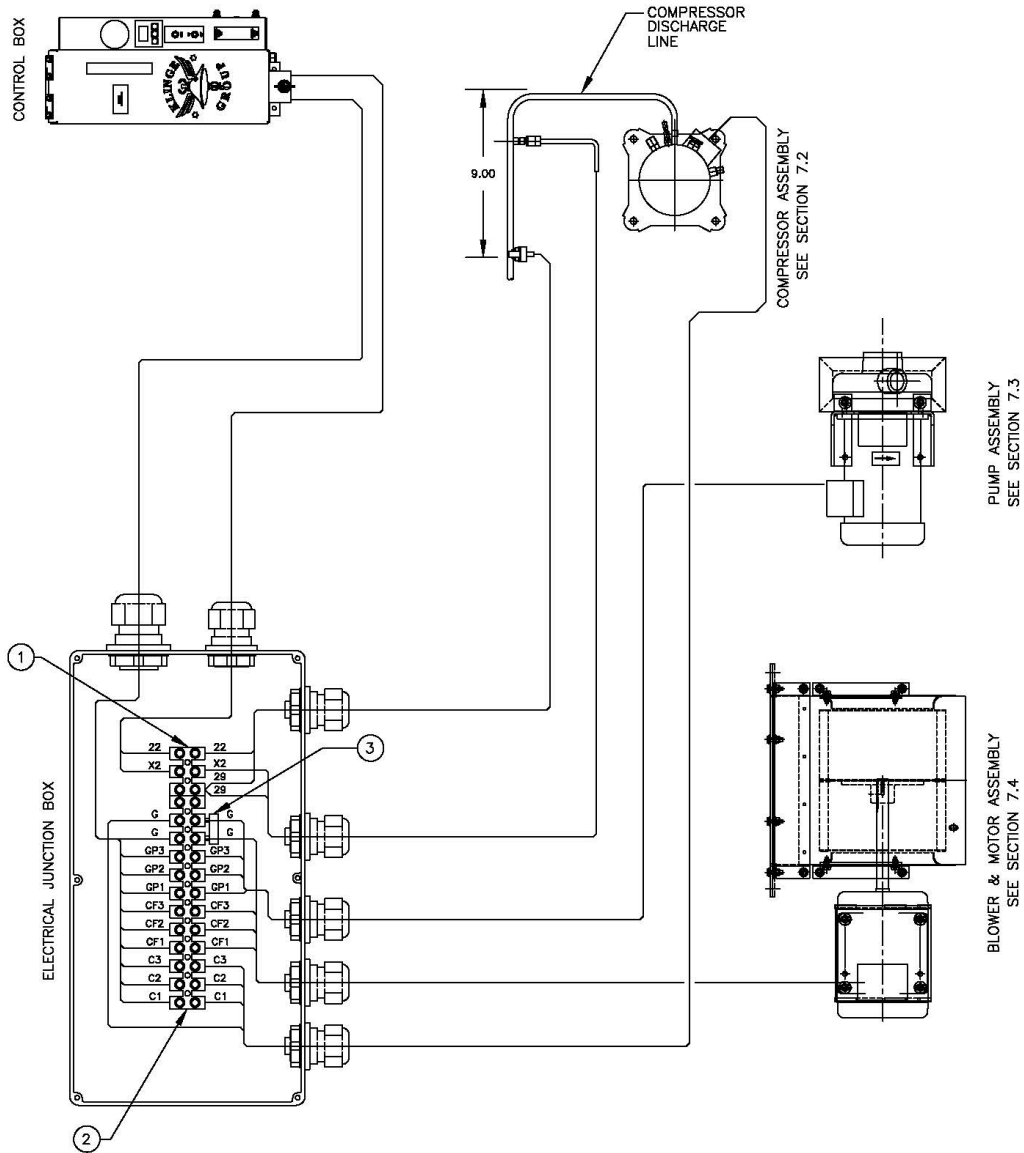 CONTROL BOX
KLINGE
GROUP
COMPRESSOR
DISCHARGE
LINE
9.00
COMPRESSOR ASSEMBLY
SEE SECTION 7.2
PUMP ASSEMBLY
SEE SECTION 7.3
BLOWER & MOTOR ASSEMBLY
SEE SECTION 7.4
ELECTRICAL JUNCTION BOX
1
2
3
22 22
X2 X2
29
29
G G
G G
GP3 GP3
GP2 GP2
GP1 GP1
CF3 CF3
CF2 CF2
CF1 CF1
C3 C3
C2 C2
C1 C1